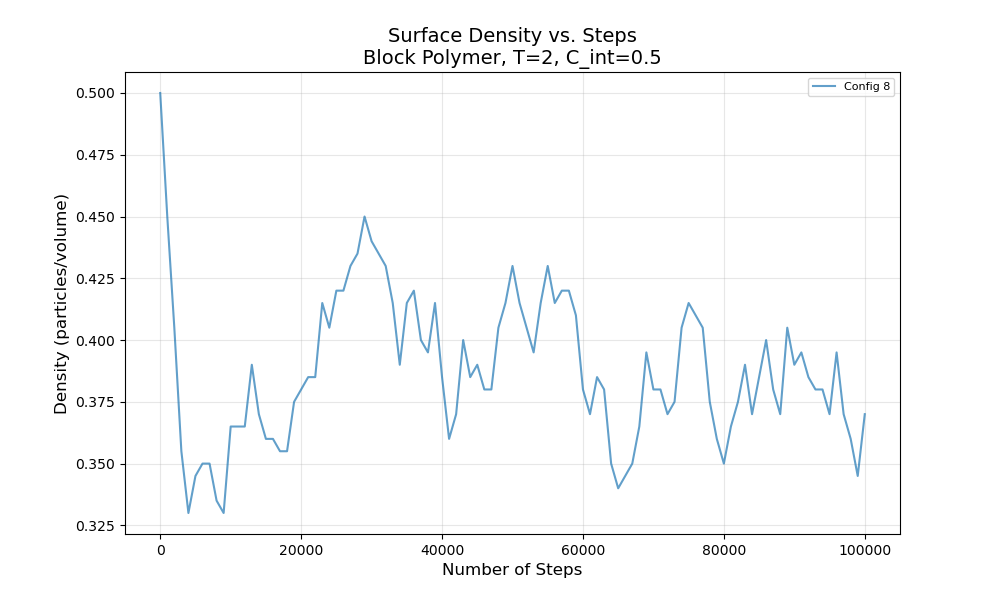 Surface Density vs. Steps
Block Polymer, T=2, C_int=0.5
Config 8
Density (particles/volume)
0.500
0.475
0.450
0.425
0.400
0.375
0.350
0.325
0
20000
40000
60000
80000
100000
Number of Steps